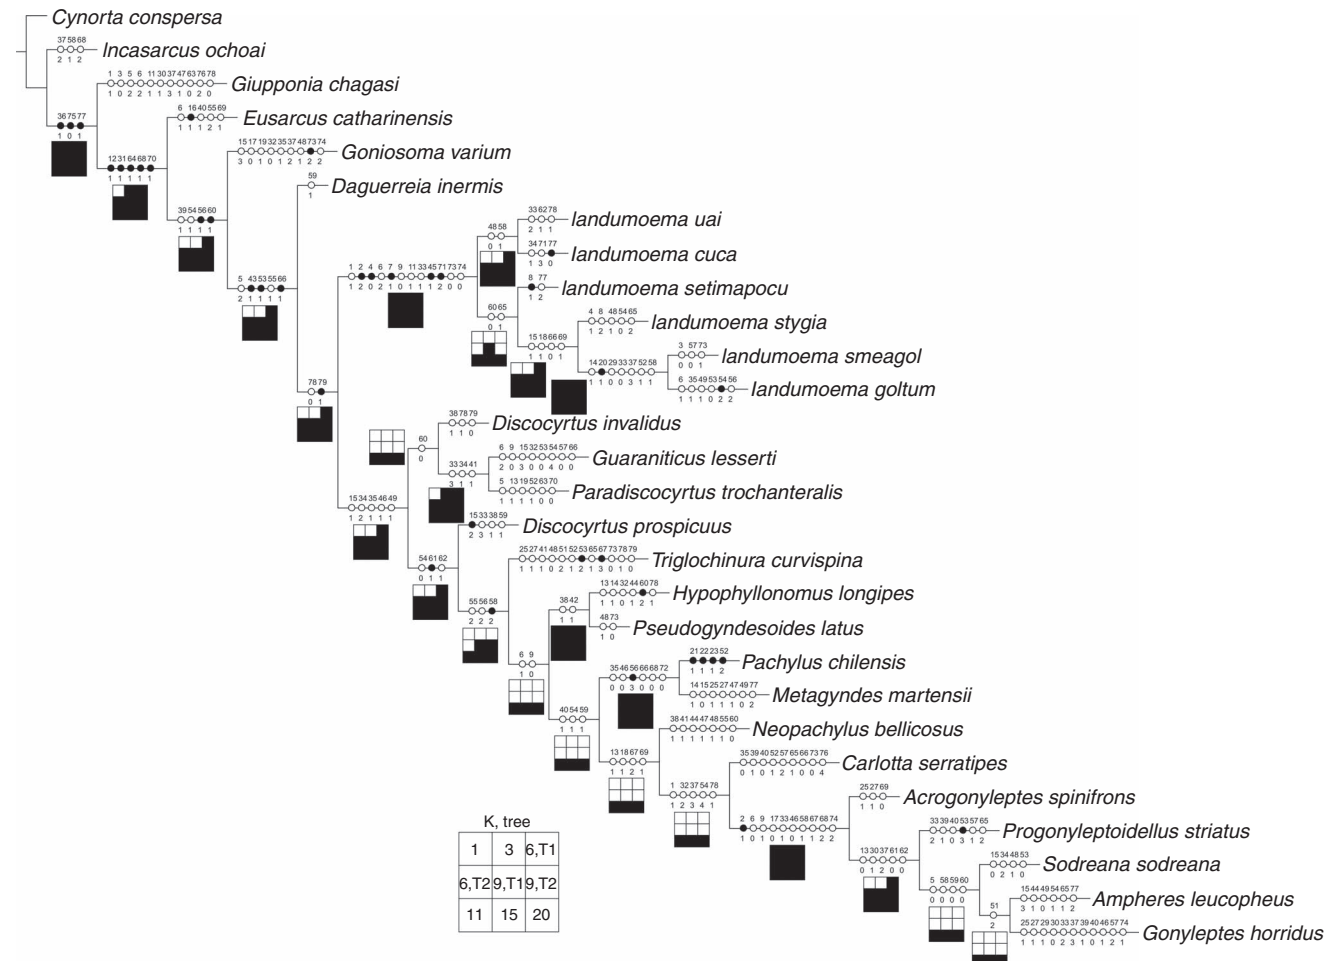 Cynorta conspersa
37 58 68
Incasarcus ochoai
2 1 2
1 3 5 6 11 30 37 47 63 76 78
Giupponia chagasi
1 0 2 2 1 1 3 1 0 2 0
36 75 77
1 0 1
6 16 40 55 69
Eusarcus catharinensis
1 1 1 2 1
12 31 64 68 70
1 1 1 1 1
15 17 19 32 35 37 48 73 74
Goniosoma varium
3 0 1 0 1 2 1 2 2
59
Daguerreia inermis
1
39 54 56 60
1 1 1 1
33 62 78
Iandumoema uai
2 1 1
48 58
0 1
34 71 77
Iandumoema cuca
1 3 0
1 2 4 6 7 9 11 33 45 71 73 74
1 2 0 2 1 0 1 1 1 2 0 0
5 43 53 55 66
2 1 1 1 1
8 77
Iandumoema setimapocu
1 2
60 65
0 1
4 8 48 54 65
Iandumoema stygia
1 2 1 0 2
15 18 66 69
1 1 0 1
3 57 73
Iandumoema smeagol
0 0 1
14 20 29 33 37 52 58
1 1 0 0 3 1 1
6 35 49 53 54 56
Iandumoema goltum
1 1 1 0 2 2
78 79
0 1
38 78 79
Discocyrtus invalidus
1 1 0
60
0
6 9 15 32 53 54 57 66
Guaraniticus lesserti
2 0 3 0 0 4 0 0
33 34 41
3 1 1
5 13 19 52 63 70
Paradiscocyrtus trochanteralis
1 1 1 1 0 0
15 34 35 46 49
1 2 1 1 1
15 33 38 59
Discocyrtus prospicuus
2 3 1 1
54 61 62
0 1 1
25 27 41 48 51 52 53 65 67 73 78 79
Triglochinura curvispina
1 1 1 0 2 1 2 1 3 0 1 0
13 14 32 44 60 78
Hypophyllonomus longipes
1 1 0 1 2 1
38 42
1 1
55 56 58
2 2 2
48 73
Pseudogyndesoides latus
1 0
6 9
1 0
21 22 23 52
Pachylus chilensis
1 1 1 2
35 46 56 66 68 72
0 0 3 0 0 0
14 15 25 27 47 49 77
Metagyndes martensii
1 0 1 1 1 0 2
40 54 59
1 1 1
38 41 44 47 48 55 60
Neopachylus bellicosus
1 1 1 1 1 1 0
13 18 67 69
1 1 2 1
35 39 40 52 57 65 66 73 76
Carlotta serratipes
0 1 0 1 2 1 0 0 4
1 32 37 54 78
1 2 3 4 1
25 27 69
Acrogonyleptes spinifrons
1 1 0
2 6 9 17 33 46 58 67 68 74
1 0 1 0 1 0 1 1 2 2
33 39 40 53 57 65
Progonyleptoidellus striatus
2 1 0 3 1 2
13 30 37 61 62
0 1 2 0 0
15 34 48 53
Sodreana sodreana
0 2 1 0
5 58 59 60
0 0 0 0
15 44 49 54 65 77
Ampheres leucopheus
3 1 0 1 1 2
51
2
25 27 29 30 33 37 39 40 46 57 74
Gonyleptes horridus
1 1 1 0 2 3 1 0 1 2 1
K, tree
1 3 6,T1
6,T2 9,T1 9,T2
11 15 20